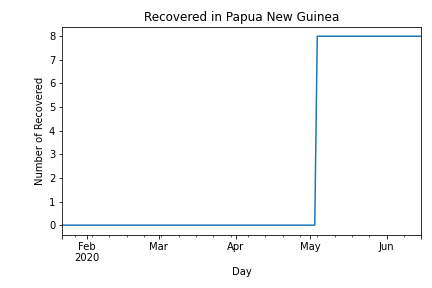 Recovered in Papua New Guinea
8
7
6
5
4
3
2
1
0
Number of Recovered
Feb
2020
Mar
Apr
May
Jun
Day